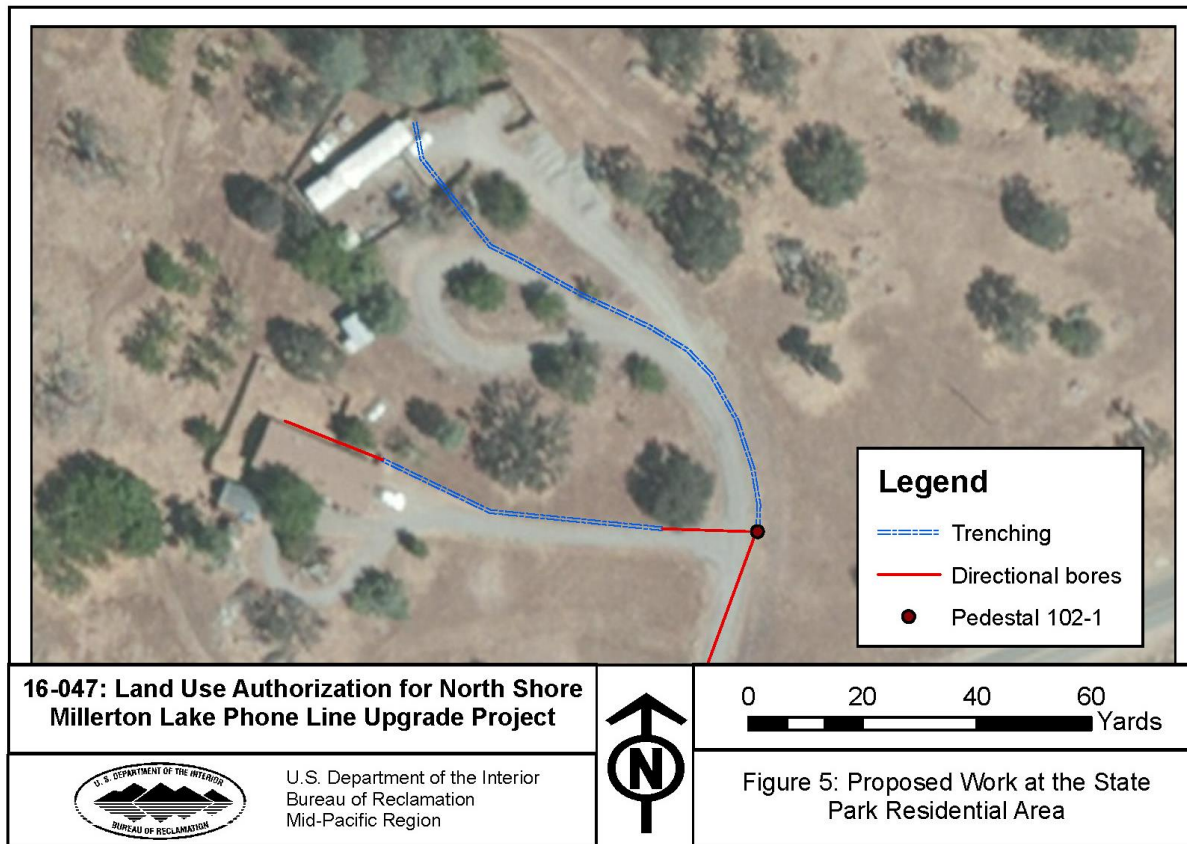 Legend
Trenching
Directional bores
Pedestal 102-1
16-047: Land Use Authorization for North Shore
Millerton Lake Phone Line Upgrade Project
N
0 20 40 60
Yards
U. S. DEPARTMENT OF THE INTERIOR
BUREAU OF RECLAMATION
U.S. Department of the Interior
Bureau of Reclamation
Mid-Pacific Region
Figure 5: Proposed Work at the State
Park Residential Area